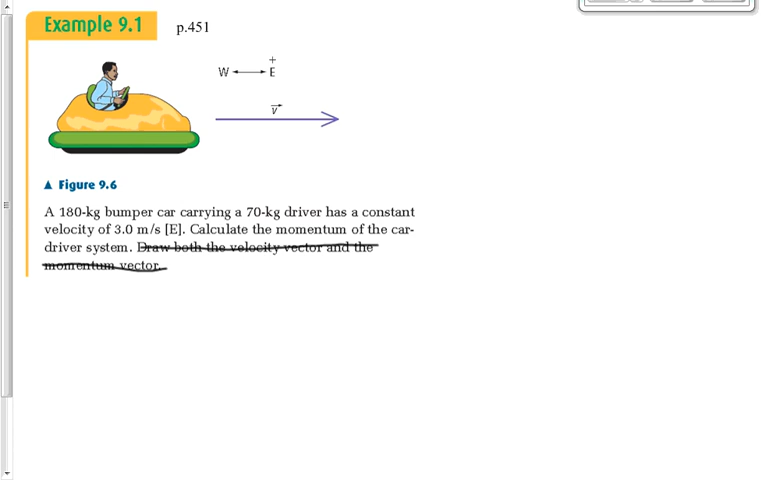 Example 9.1 p.451
+
W E
v
▲ Figure 9.6
A 180-kg bumper car carrying a 70-kg driver has a constant
velocity of 3.0 m/s [E]. Calculate the momentum of the car-
driver system. Draw both the velocity vector and the
momentum vector.